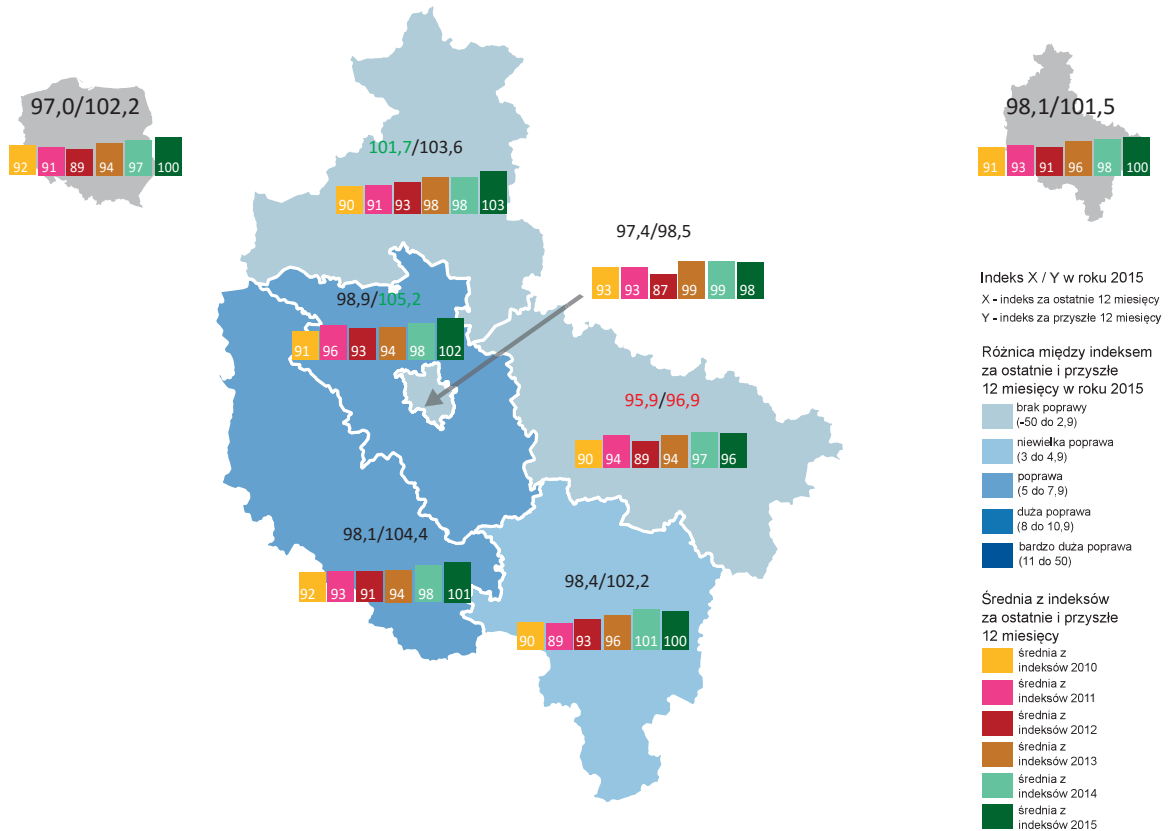 97,0/102,2
92 91 89 94 97 100
98,1/101,5
91 93 91 96 98 100
101,7/103,6
90 91 93 98 98 103
97,4/98,5
93 93 87 99 99 98
98,9/105,2
91 96 93 94 98 102
95,9/96,9
90 94 89 94 97 96
98,1/104,4
92 93 91 94 98 101
98,4/102,2
90 89 93 96 101 100
Indeks X / Y w roku 2015
X - indeks za ostatnie 12 miesięcy
Y - indeks za przyszłe 12 miesięcy
Różnica między indeksem
za ostatnie i przyszłe
12 miesięcy w roku 2015
brak poprawy
(-50 do 2,9)
niewielka poprawa
(3 do 4,9)
poprawa
(5 do 7,9)
duża poprawa
(8 do 10,9)
bardzo duża poprawa
(11 do 50)
Średnia z indeksów
za ostatnie i przyszłe
12 miesięcy
średnia z
indeksów 2010
średnia z
indeksów 2011
średnia z
indeksów 2012
średnia z
indeksów 2013
średnia z
indeksów 2014
średnia z
indeksów 2015